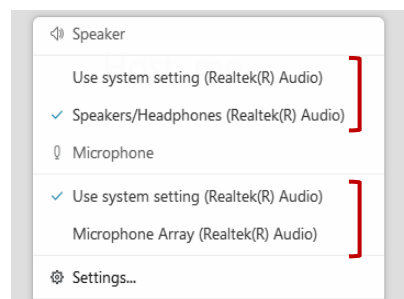 Speaker
Use system setting (Realtek(R) Audio)
Speakers/Headphones (Realtek(R) Audio)
Microphone
Use system setting (Realtek(R) Audio)
Microphone Array (Realtek(R) Audio)
Settings...